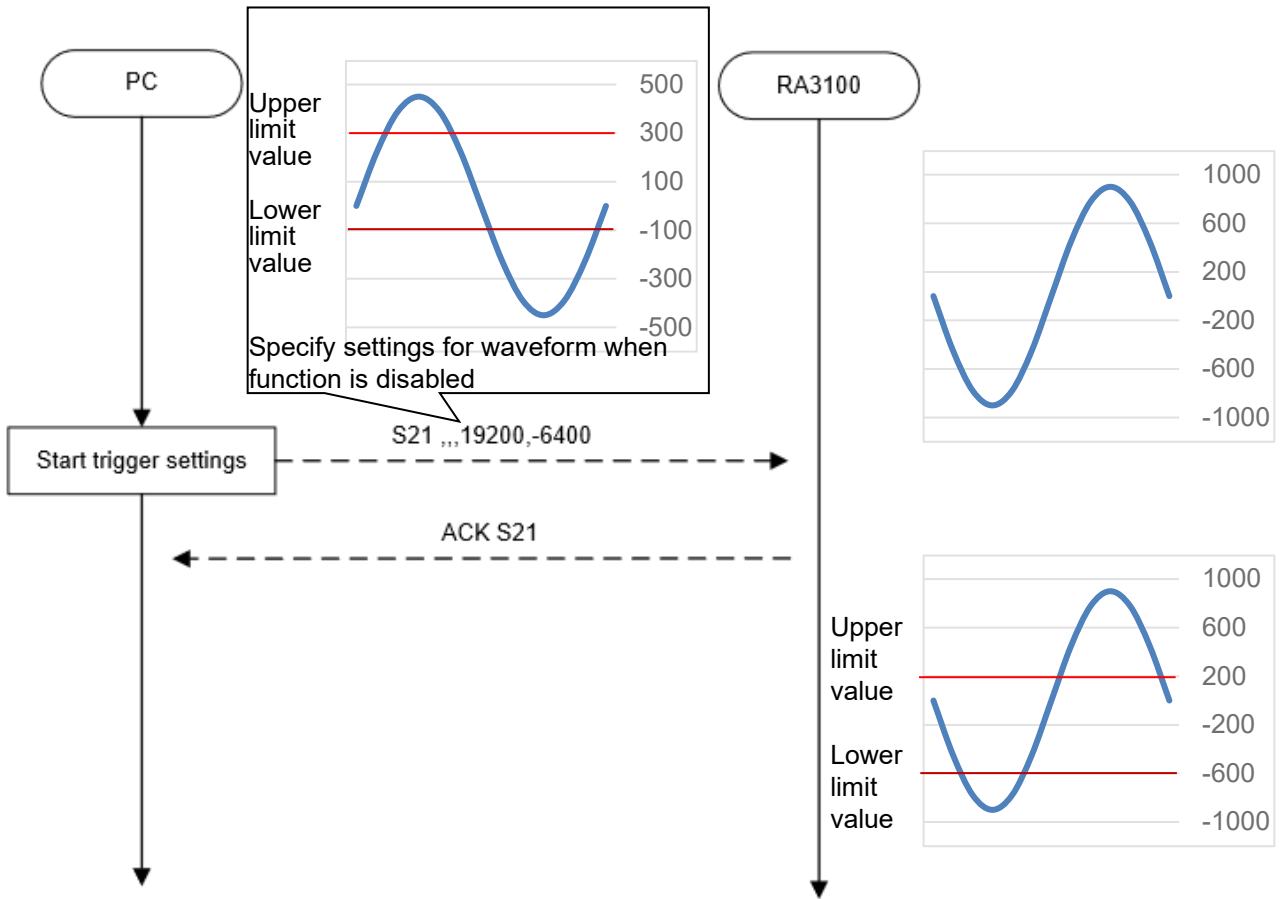 PC
Upper
limit
value
Lower
limit
value
500
300
100
-100
-300
-500
Specify settings for waveform when
function is disabled
RA3100
1000
600
200
-200
-600
-1000
Start trigger settings
S21 ,,,19200,-6400
ACK S21
Upper
limit
value
Lower
limit
value
1000
600
200
-200
-600
-1000